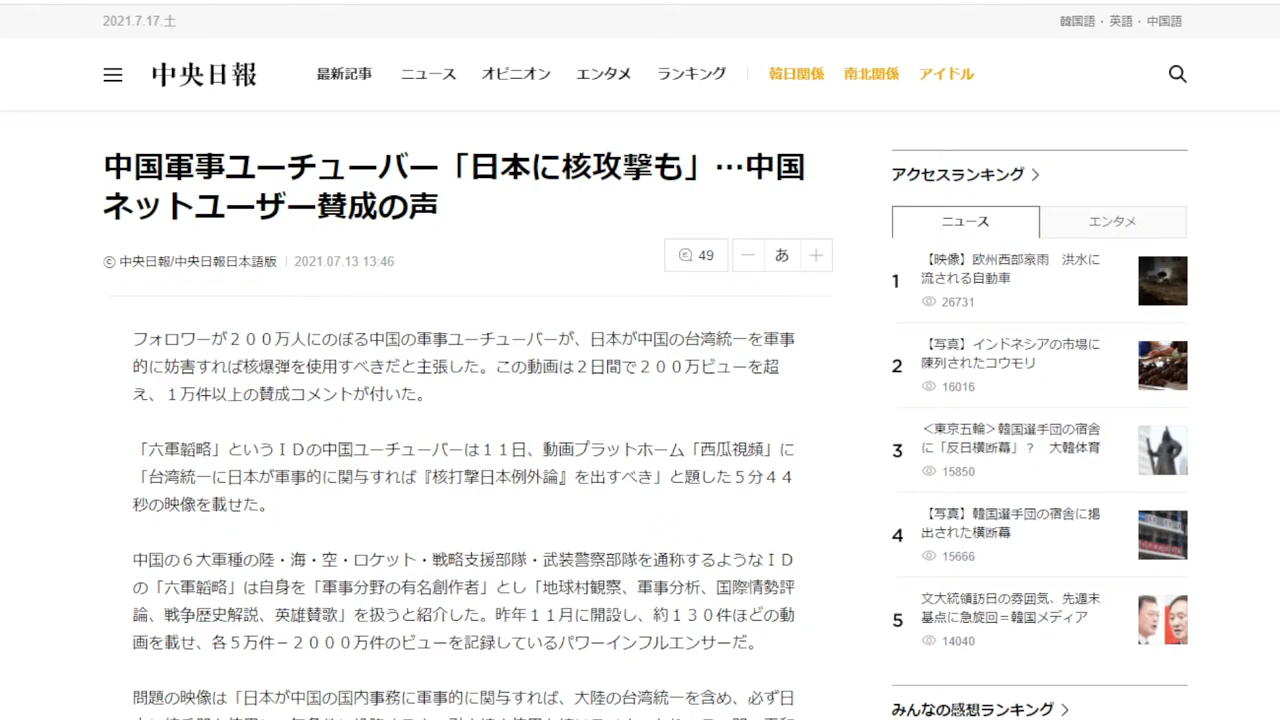 2021.7.17.土
韓国語・英語・中国語
中央日報
最新記事 ニュース オピニオン エンタメ ランキング 韓日関係 南北関係 アイドル
中国軍事ユーチューバー「日本に核攻撃も」…中国
ネットユーザー賛成の声
ⓒ 中央日報/中央日報日本語版 2021.07.13 13:46
49 あ
フォロワーが２００万人にのぼる中国の軍事ユーチューバーが、日本が中国の台湾統一を軍事
的に妨害すれば核爆弾を使用すべきだと主張した。この動画は２日間で２００万ビューを超
え、１万件以上の賛成コメントが付いた。
「六軍韜略」というＩＤの中国ユーチューバーは１１日、動画プラットホーム「西瓜視頻」に
「台湾統一に日本が軍事的に関与すれば『核打撃日本例外論』を出すべき」と題した５分４４
秒の映像を載せた。
中国の６大軍種の陸・海・空・ロケット・戦略支援部隊・武装警察部隊を通称するようなＩＤ
の「六軍韜略」は自身を「軍事分野の有名創作者」とし「地球村観察、軍事分析、国際情勢評
論、戦争歴史解説、英雄賛歌」を扱うと紹介した。昨年１１月に開設し、約１３０件ほどの動
画を載せ、各５万件－２０００万件のビューを記録しているパワーインフルエンサーだ。
問題の映像は「日本が中国の国内事務に軍事的に関与すれば、大陸の台湾統一を含め、必ず日
アクセスランキング
ニュース エンタメ
1
【映像】欧州西部豪雨　洪水に
流される自動車
26731
2
【写真】インドネシアの市場に
陳列されたコウモリ
16016
3
＜東京五輪＞韓国選手団の宿舎
に「反日横断幕」？　大韓体育
15850
4
【写真】韓国選手団の宿舎に掲
出された横断幕
15666
5
文大統領訪日の雰囲気、先週末
基点に急旋回＝韓国メディア
14040
みんなの感想ランキング